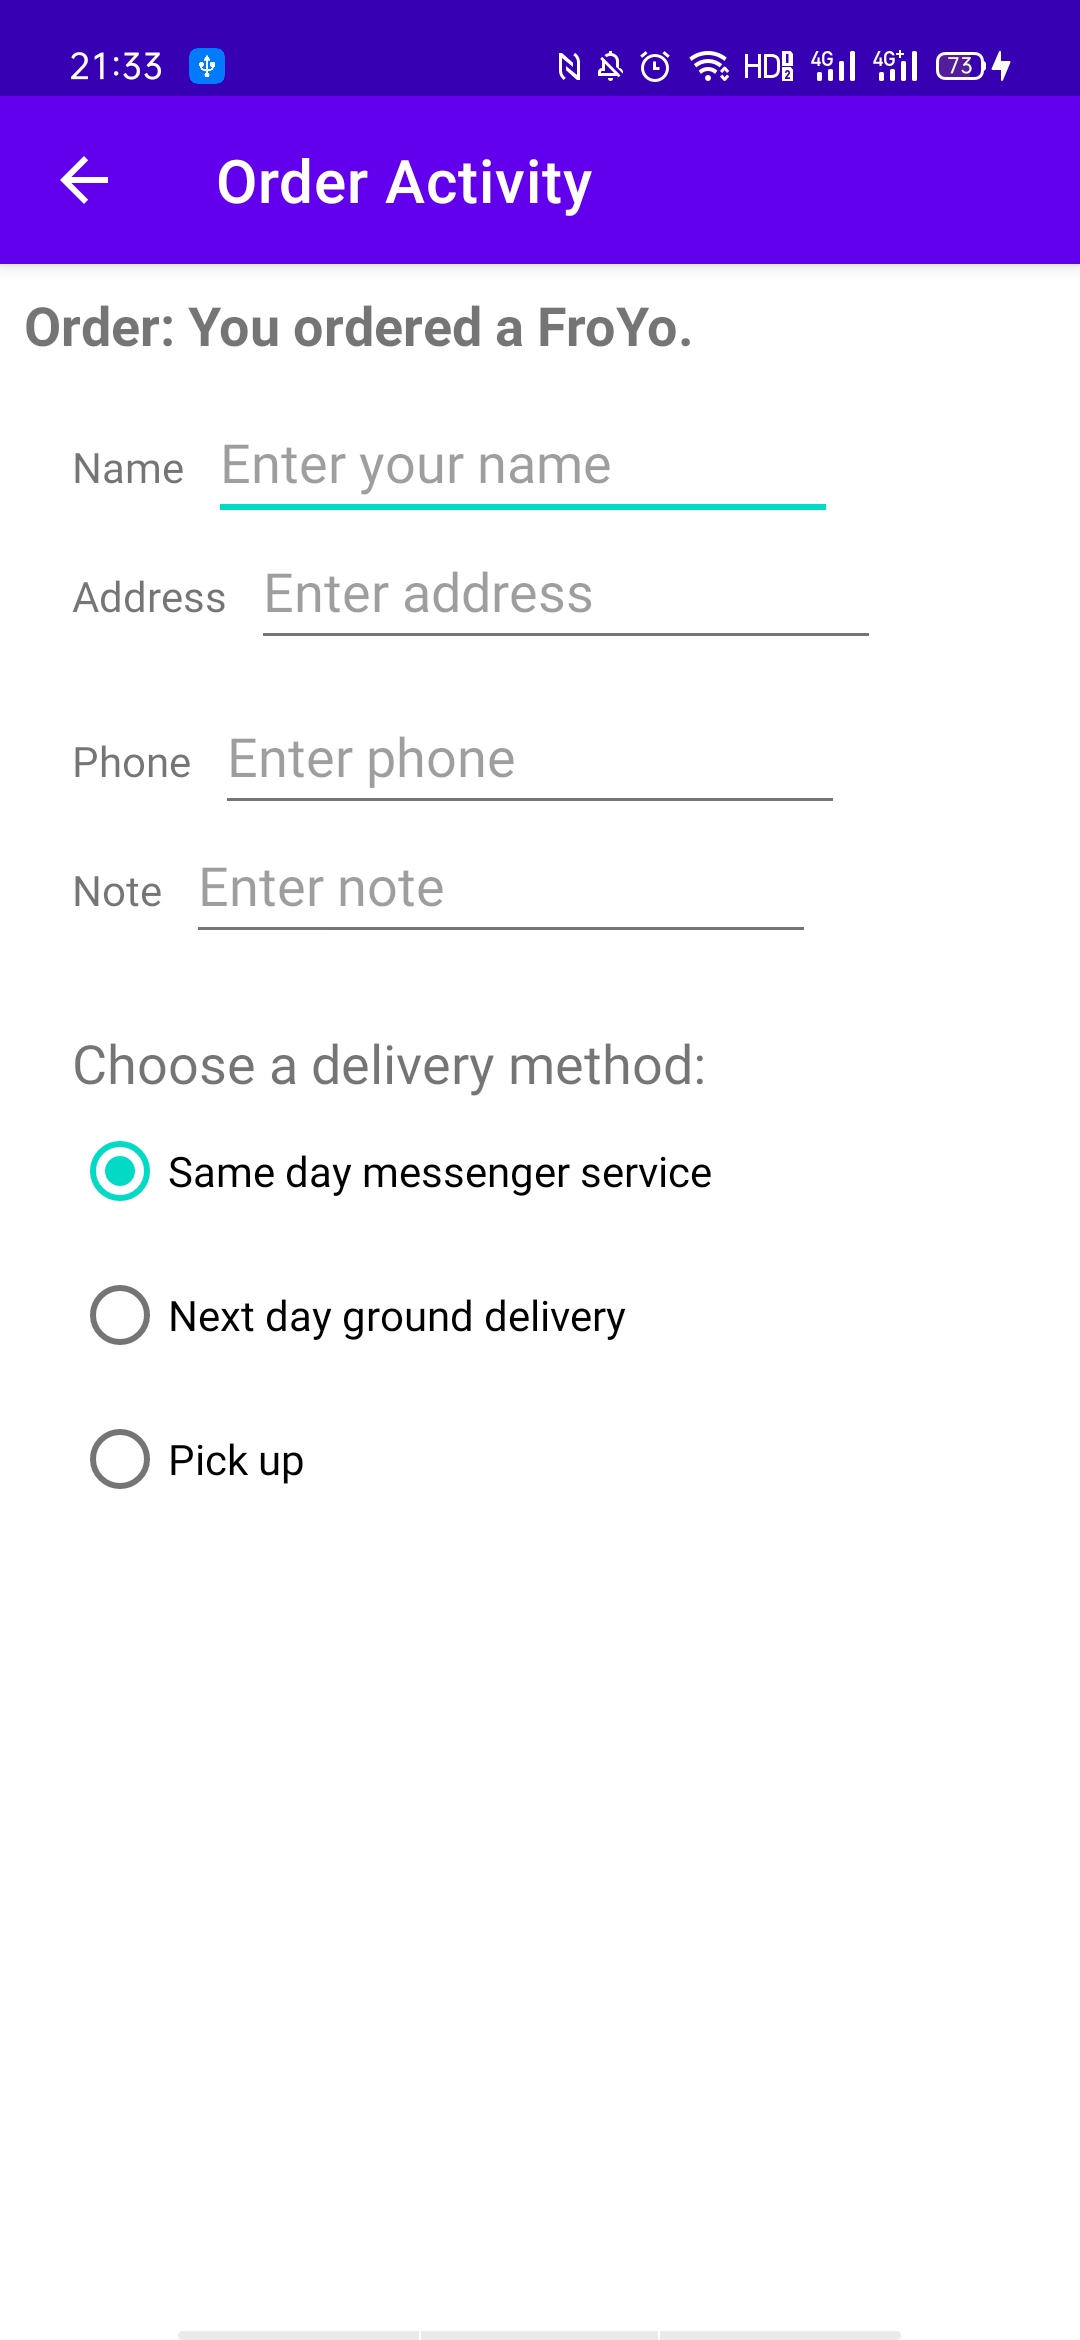 21:33 HD 4G 4G+ 73
Order Activity
Order: You ordered a FroYo.
Name Enter your name
Address Enter address
Phone Enter phone
Note Enter note
Choose a delivery method:
Same day messenger service
Next day ground delivery
Pick up